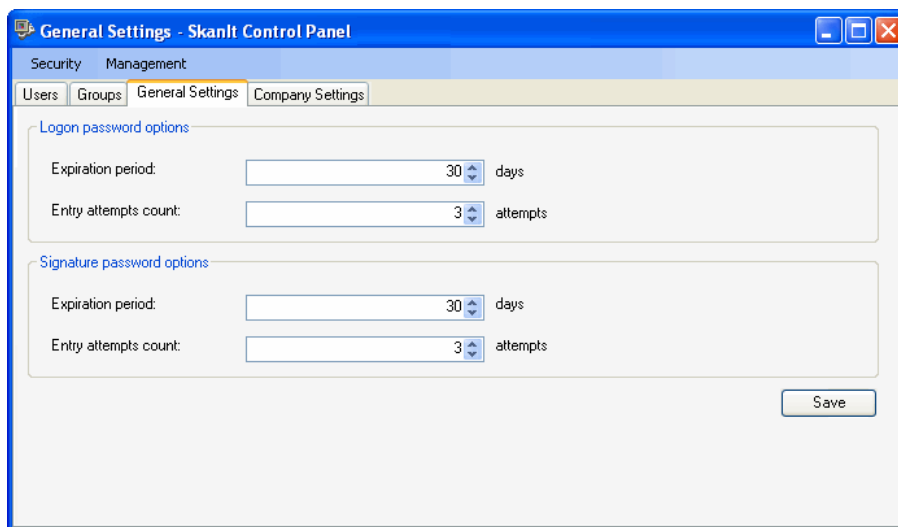 General Settings - SkanIt Control Panel
Security Management
Users Groups General Settings Company Settings
Logon password options
Expiration period: 30 days
Entry attempts count: 3 attempts
Signature password options
Expiration period: 30 days
Entry attempts count: 3 attempts
Save